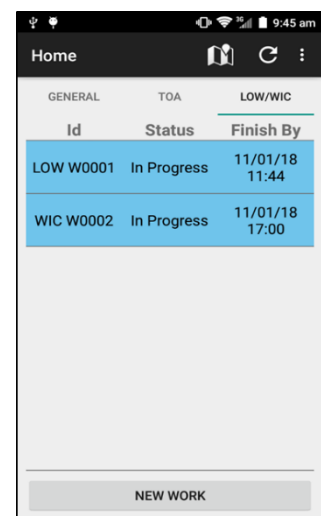 3G 9:45 am
Home
GENERAL TOA LOW/WIC
Id Status Finish By
LOW W0001 In Progress 11/01/18
11:44
WIC W0002 In Progress 11/01/18
17:00
NEW WORK